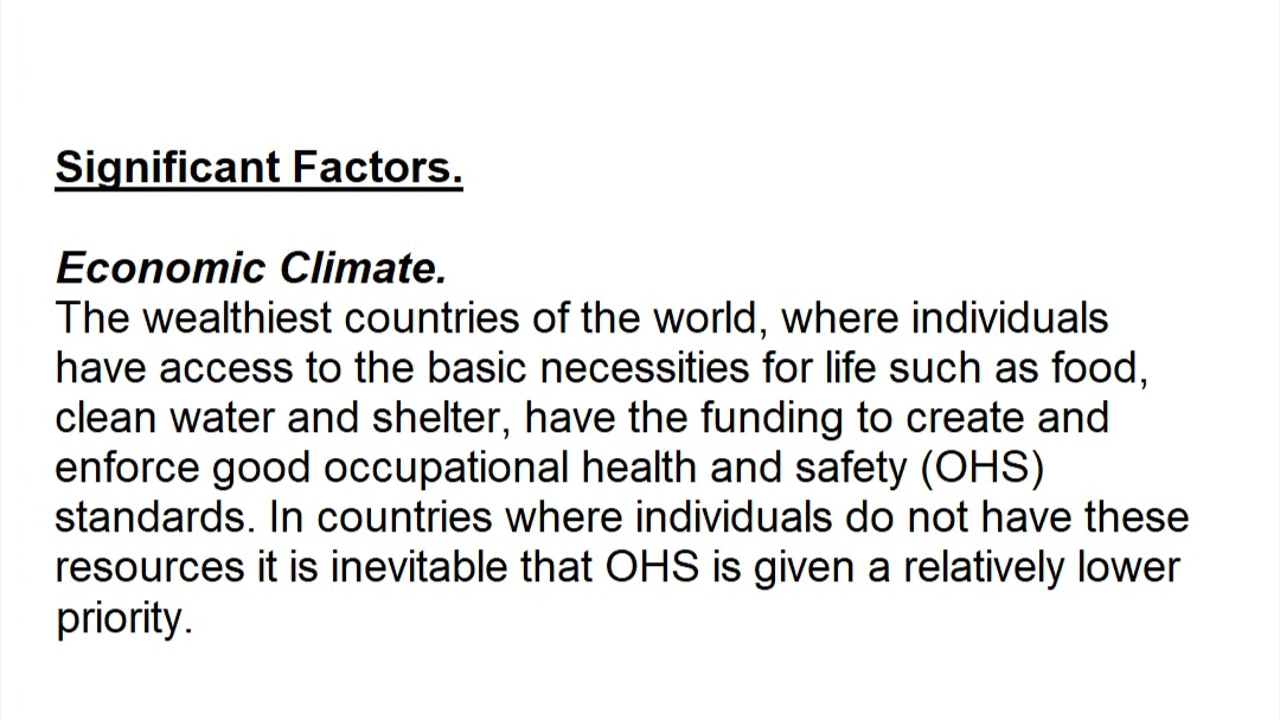 Significant Factors.
Economic Climate.
The wealthiest countries of the world, where individuals
have access to the basic necessities for life such as food,
clean water and shelter, have the funding to create and
enforce good occupational health and safety (OHS)
standards. In countries where individuals do not have these
resources it is inevitable that OHS is given a relatively lower
priority.